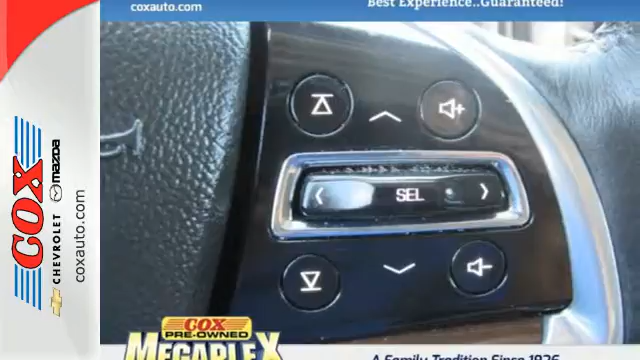 coxauto.com
Best Experience..Guaranteed!
COX
CHEVROLET mazda
coxauto.com
SEL
COX
PRE-OWNED
MEGAPLEX
A Family Tradition Since 1926